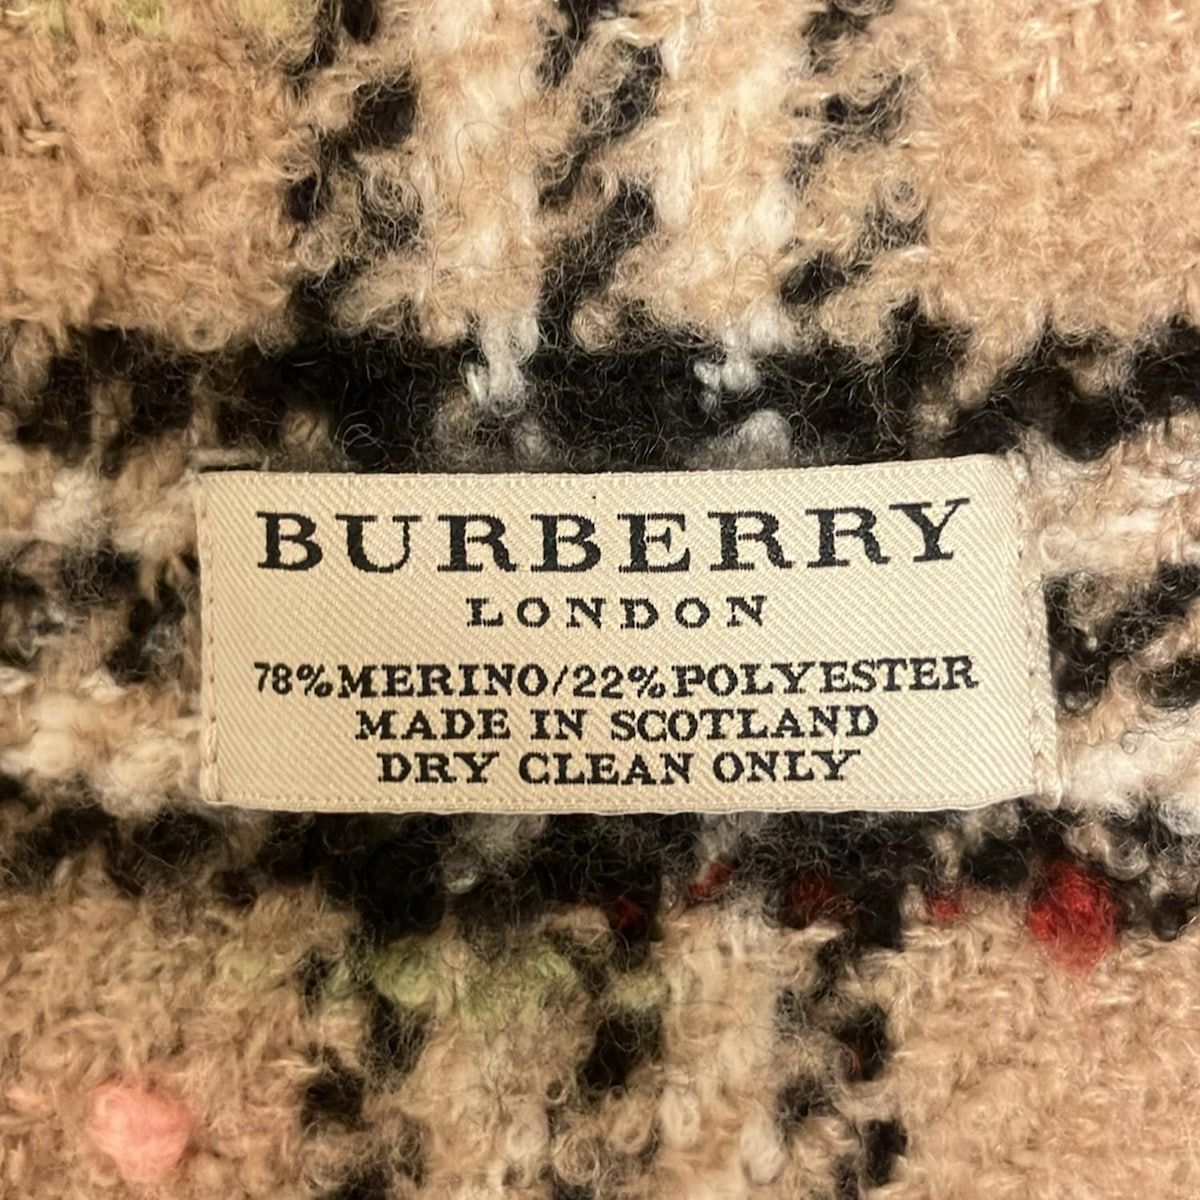 BURBERRY
LONDON
78%MERINO/22%POLYESTER
MADE IN SCOTLAND
DRY CLEAN ONLY